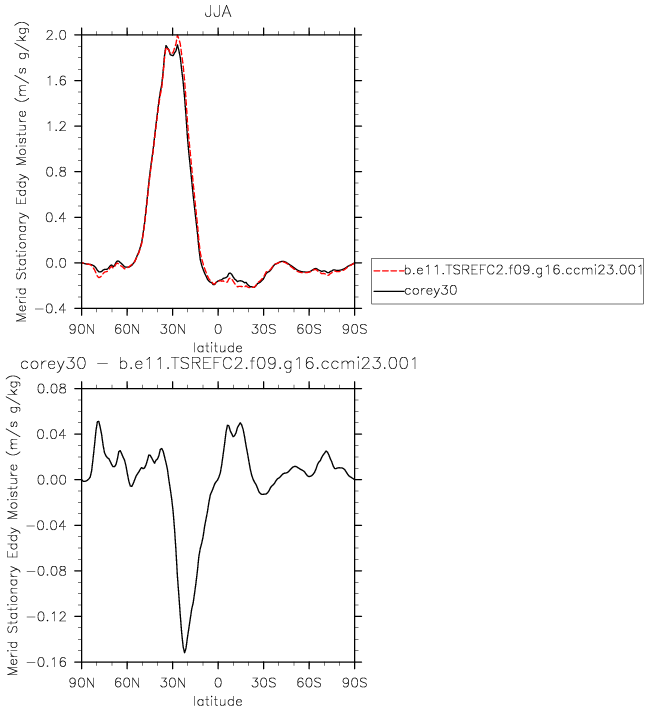 JJA
Merid Stationary Eddy Moisture (m/s g/kg)
2.0
1.6
1.2
0.8
0.4
0.0
−0.4
90N 60N 30N 0 30S 60S 90S
latitude
b.e11.TSREFC2.f09.g16.ccmi23.001
corey30
corey30 − b.e11.TSREFC2.f09.g16.ccmi23.001
Merid Stationary Eddy Moisture (m/s g/kg)
0.08
0.04
0.00
−0.04
−0.08
−0.12
−0.16
90N 60N 30N 0 30S 60S 90S
latitude